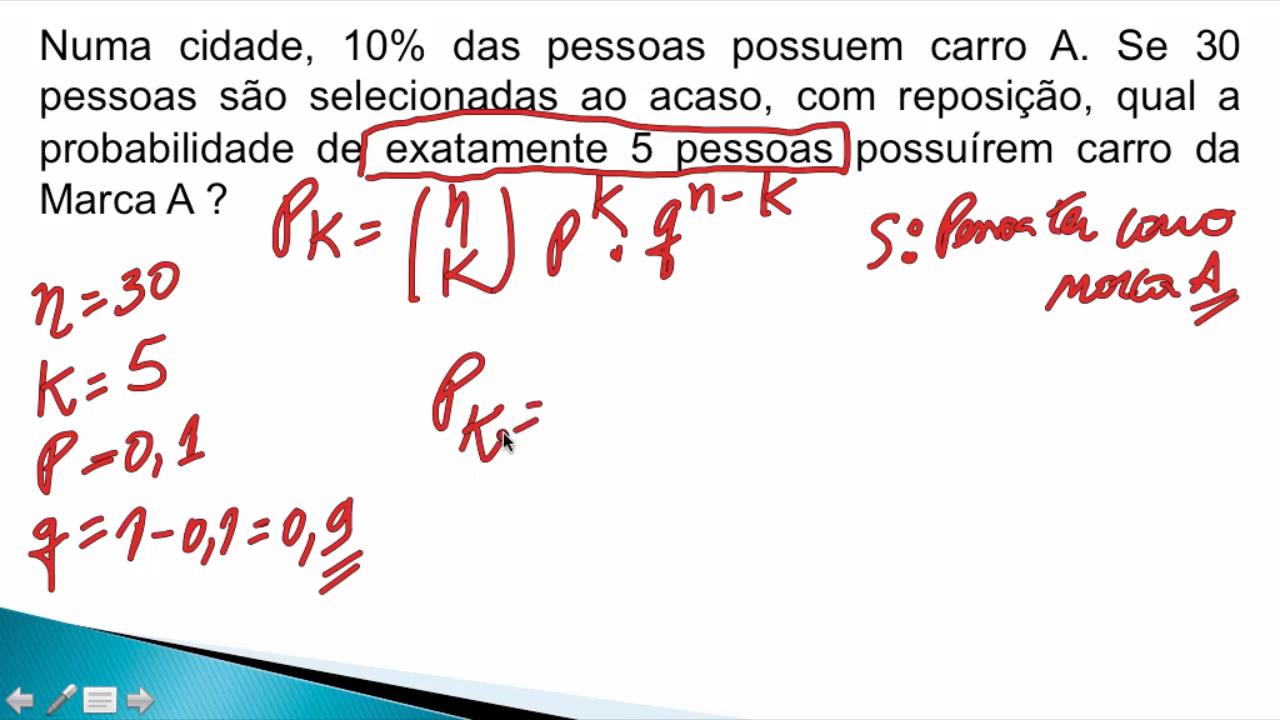 Numa cidade, 10% das pessoas possuem carro A. Se 30
pessoas são selecionadas ao acaso, com reposição, qual a
probabilidade de exatamente 5 pessoas possuírem carro da
Marca A ?
P_K = (n K) p^k . q^{n-k}
S: Pessoa ter carro
marca A
n = 30
K = 5
P = 0,1
q = 1 - 0,1 = 0,9
P_K =